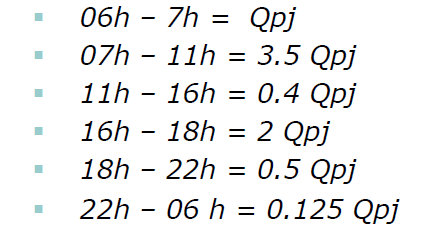 06h – 7h = Qpj
07h – 11h = 3.5 Qpj
11h – 16h = 0.4 Qpj
16h – 18h = 2 Qpj
18h – 22h = 0.5 Qpj
22h – 06 h = 0.125 Qpj